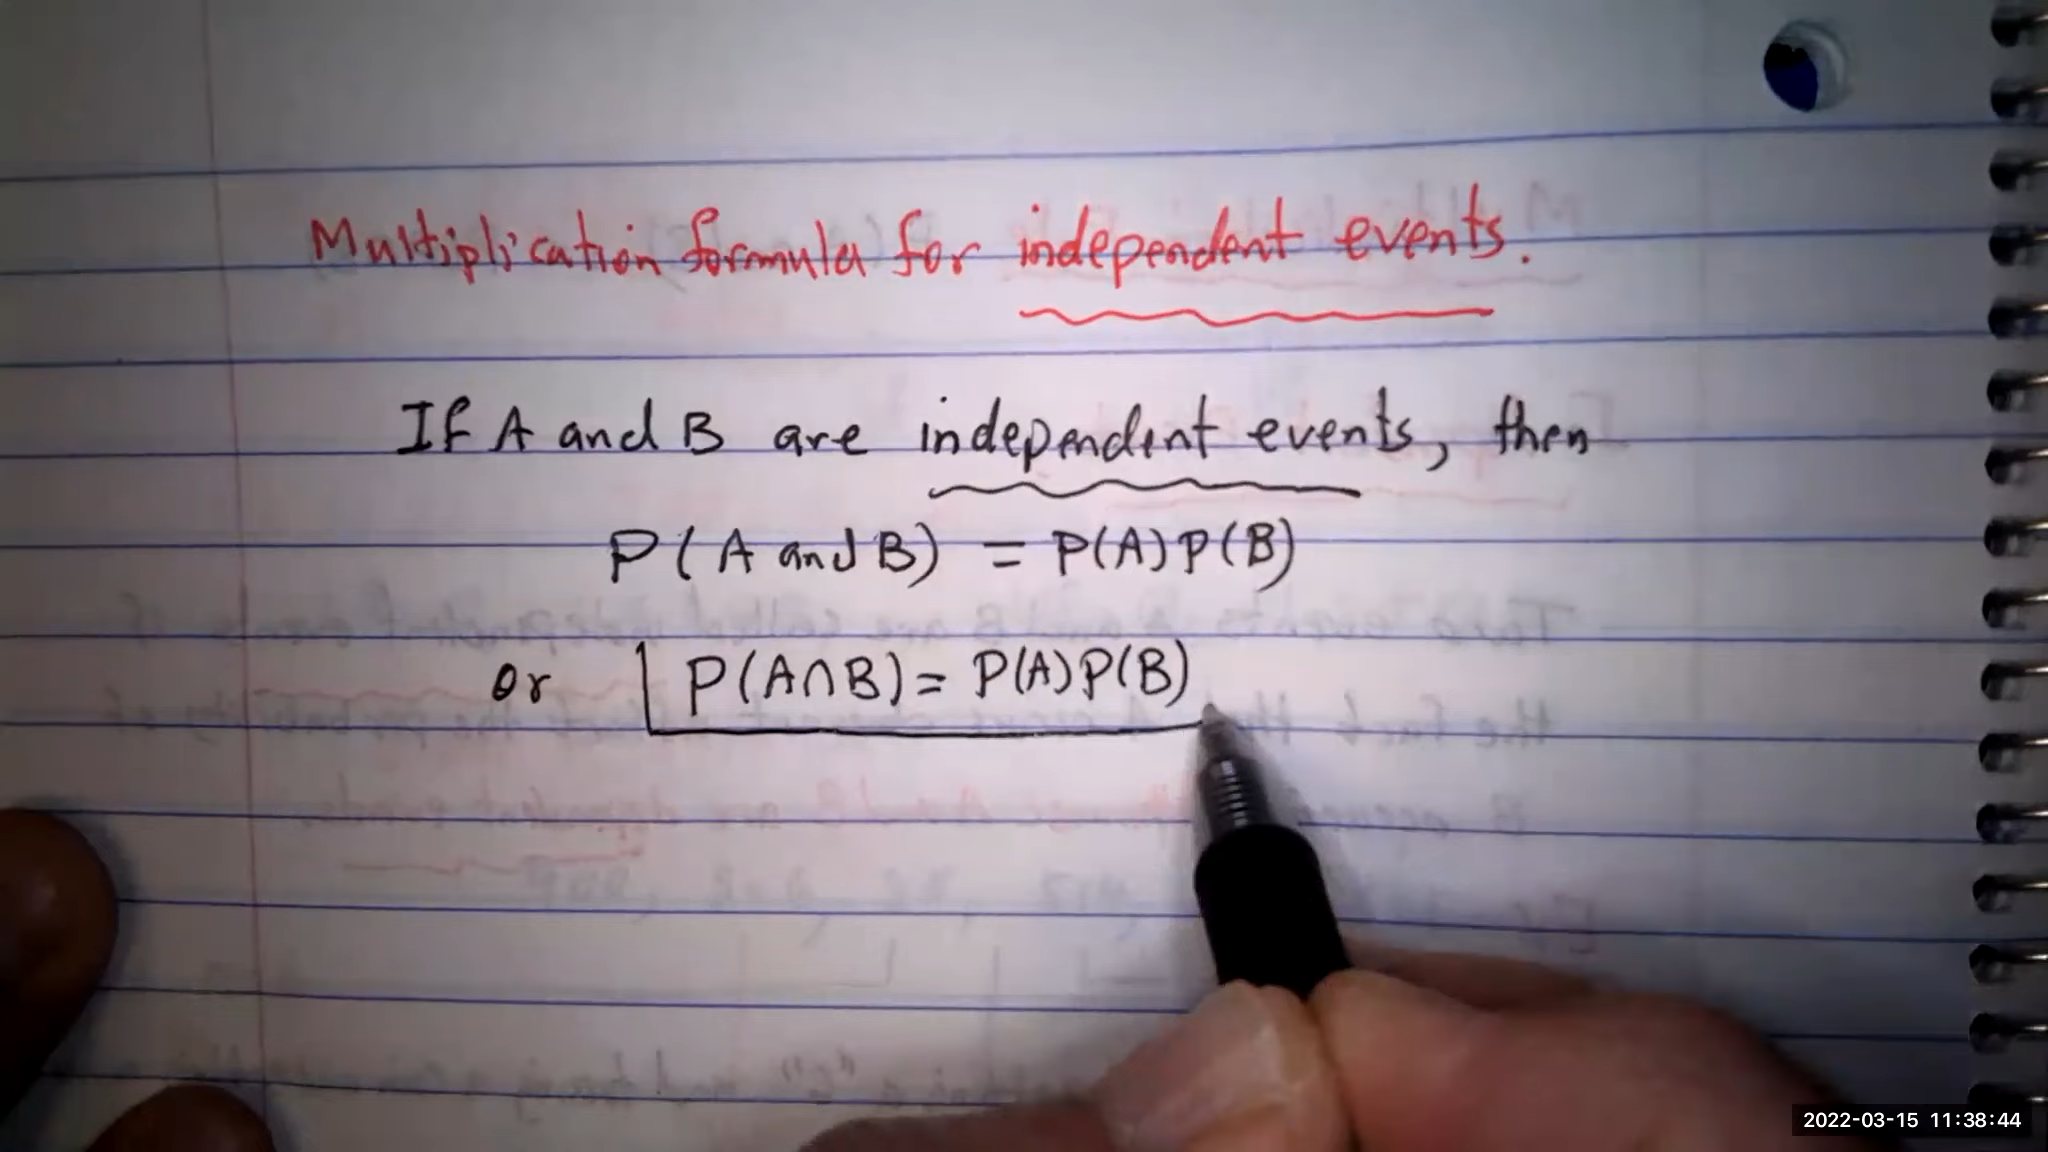 Multiplication formula for independent events.
If A and B are independent events, then
P(A and B) = P(A)P(B)
or P(A∩B) = P(A)P(B)
2022-03-15 11:38:44